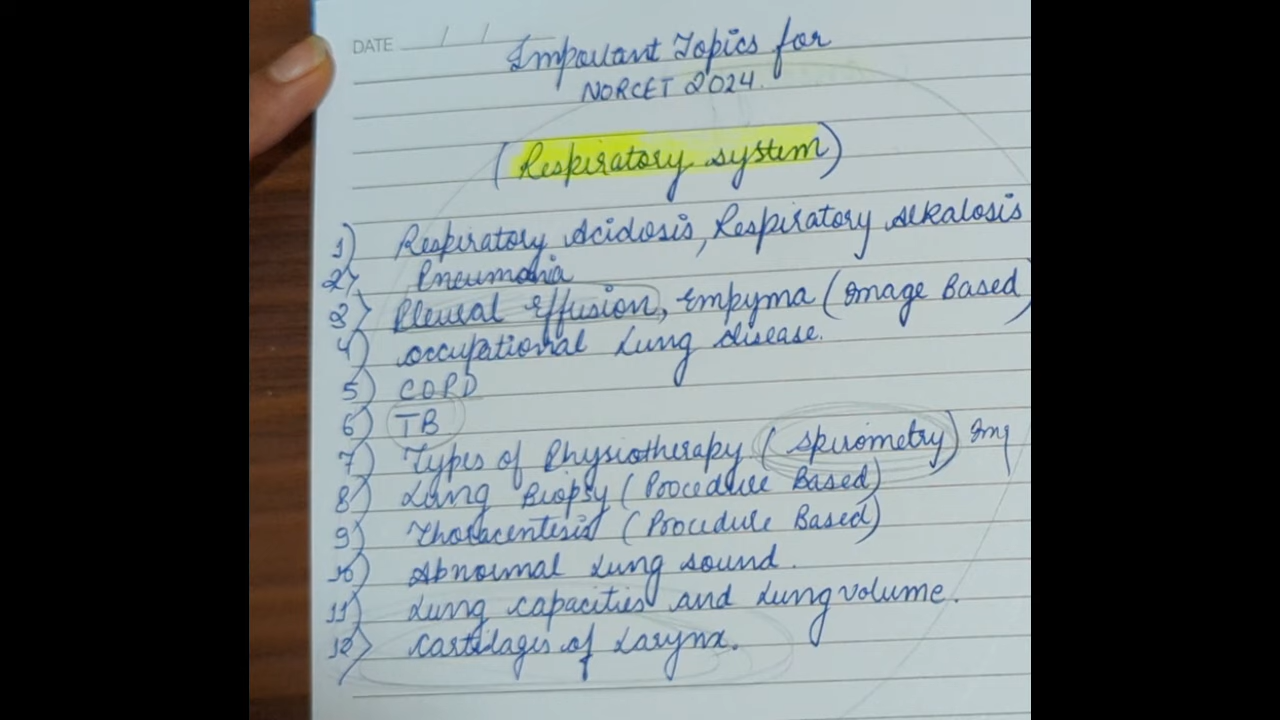 DATE / /
Important Topics for
NORCET 2024.
(Respiratory system)
1) Respiratory Acidosis, Respiratory Alkalosis
2) Pneumonia
3) Pleural Effusion, Empyma (Image Based)
4) Occupational Lung disease.
5) COPD
6) TB
7) Types of Physiotherapy (Spirometry) Img
8) Lung Biopsy (Procedure Based)
9) Thoracentesis (Procedure Based)
10) Abnormal Lung sound.
11) Lung capacities and Lung volume.
12) Cartilages of Larynx.